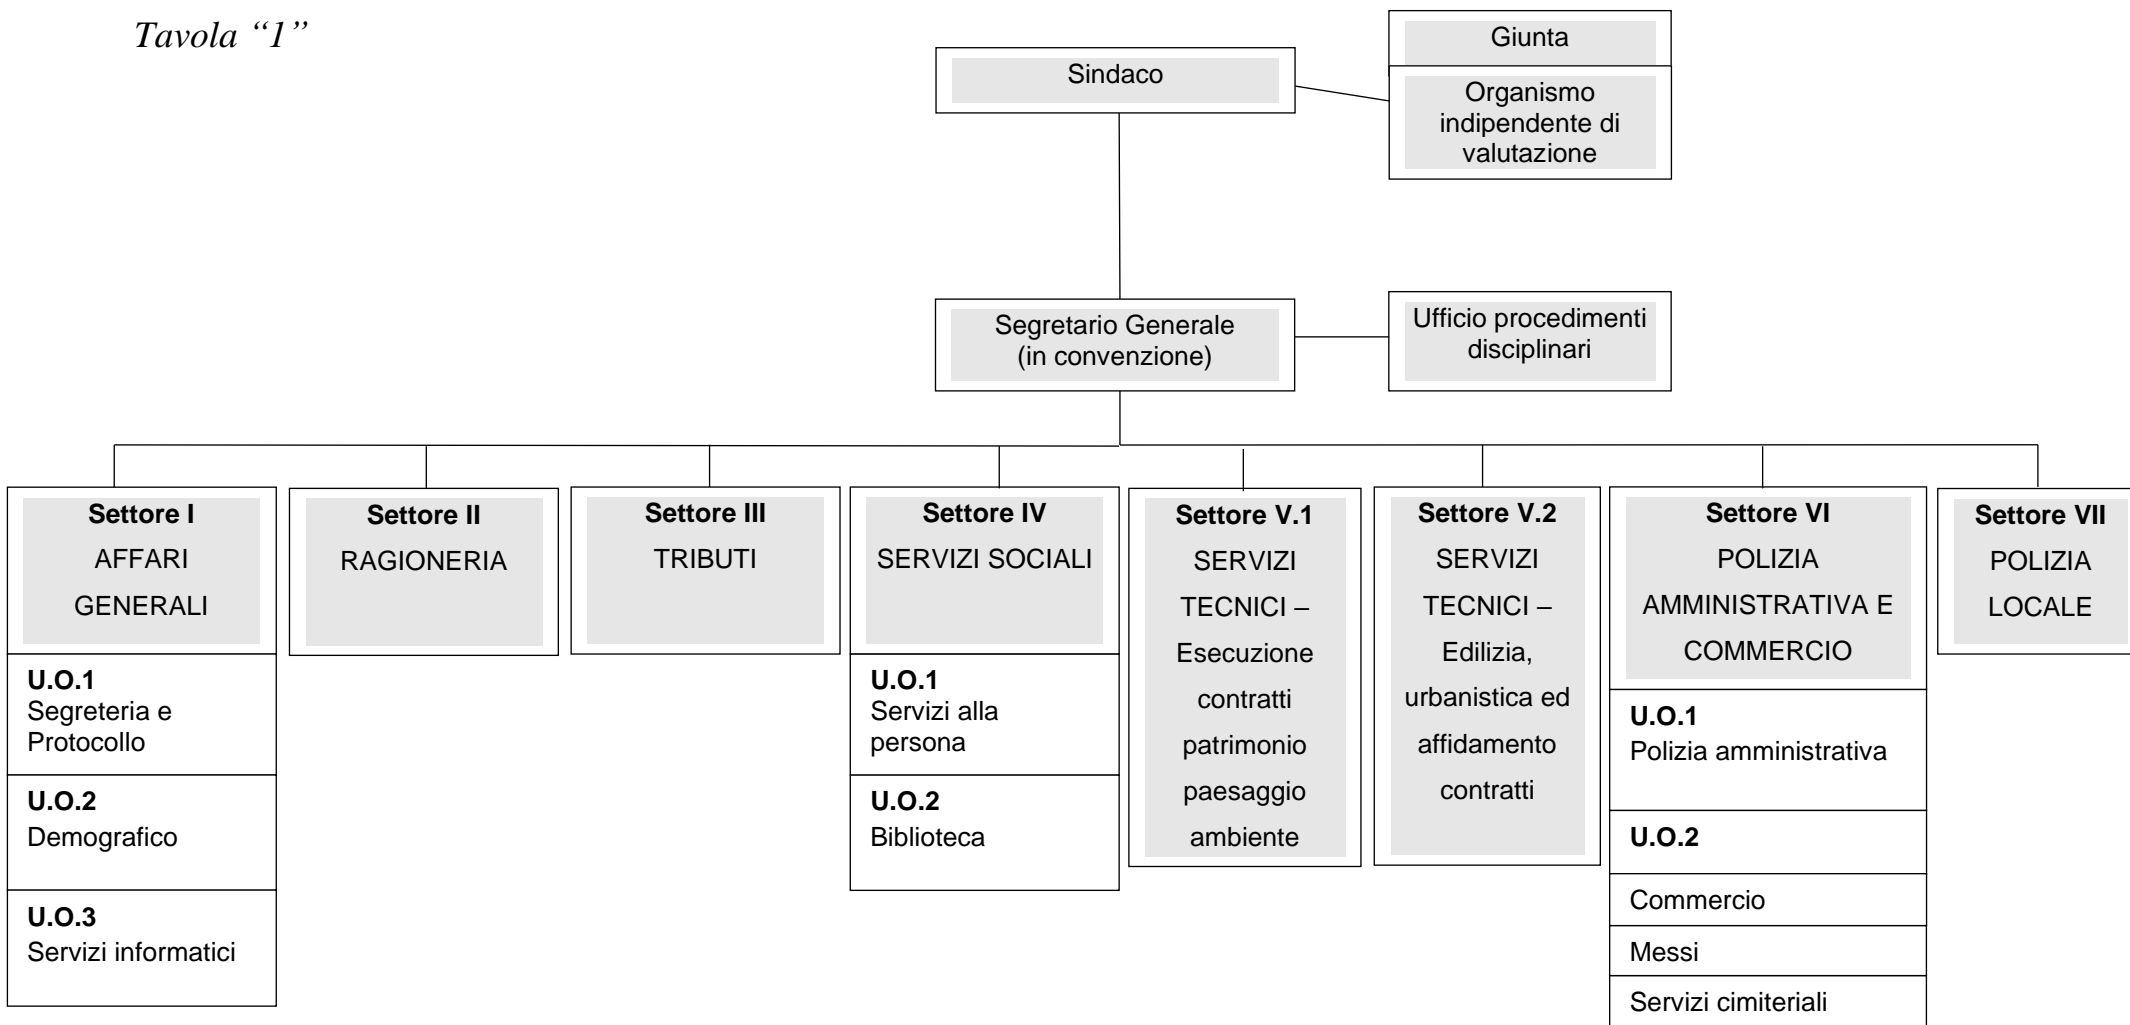 Tavola “1”
Giunta
Sindaco
Organismo
indipendente di
valutazione
Segretario Generale
(in convenzione)
Ufficio procedimenti
disciplinari
Settore I
AFFARI
GENERALI
U.O.1
Segreteria e
Protocollo
U.O.2
Demografico
U.O.3
Servizi informatici
Settore II
RAGIONERIA
Settore III
TRIBUTI
Settore IV
SERVIZI SOCIALI
U.O.1
Servizi alla
persona
U.O.2
Biblioteca
Settore V.1
SERVIZI
TECNICI –
Esecuzione
contratti
patrimonio
paesaggio
ambiente
Settore V.2
SERVIZI
TECNICI –
Edilizia,
urbanistica ed
affidamento
contratti
Settore VI
POLIZIA
AMMINISTRATIVA E
COMMERCIO
U.O.1
Polizia amministrativa
U.O.2
Commercio
Messi
Servizi cimiteriali
Settore VII
POLIZIA
LOCALE